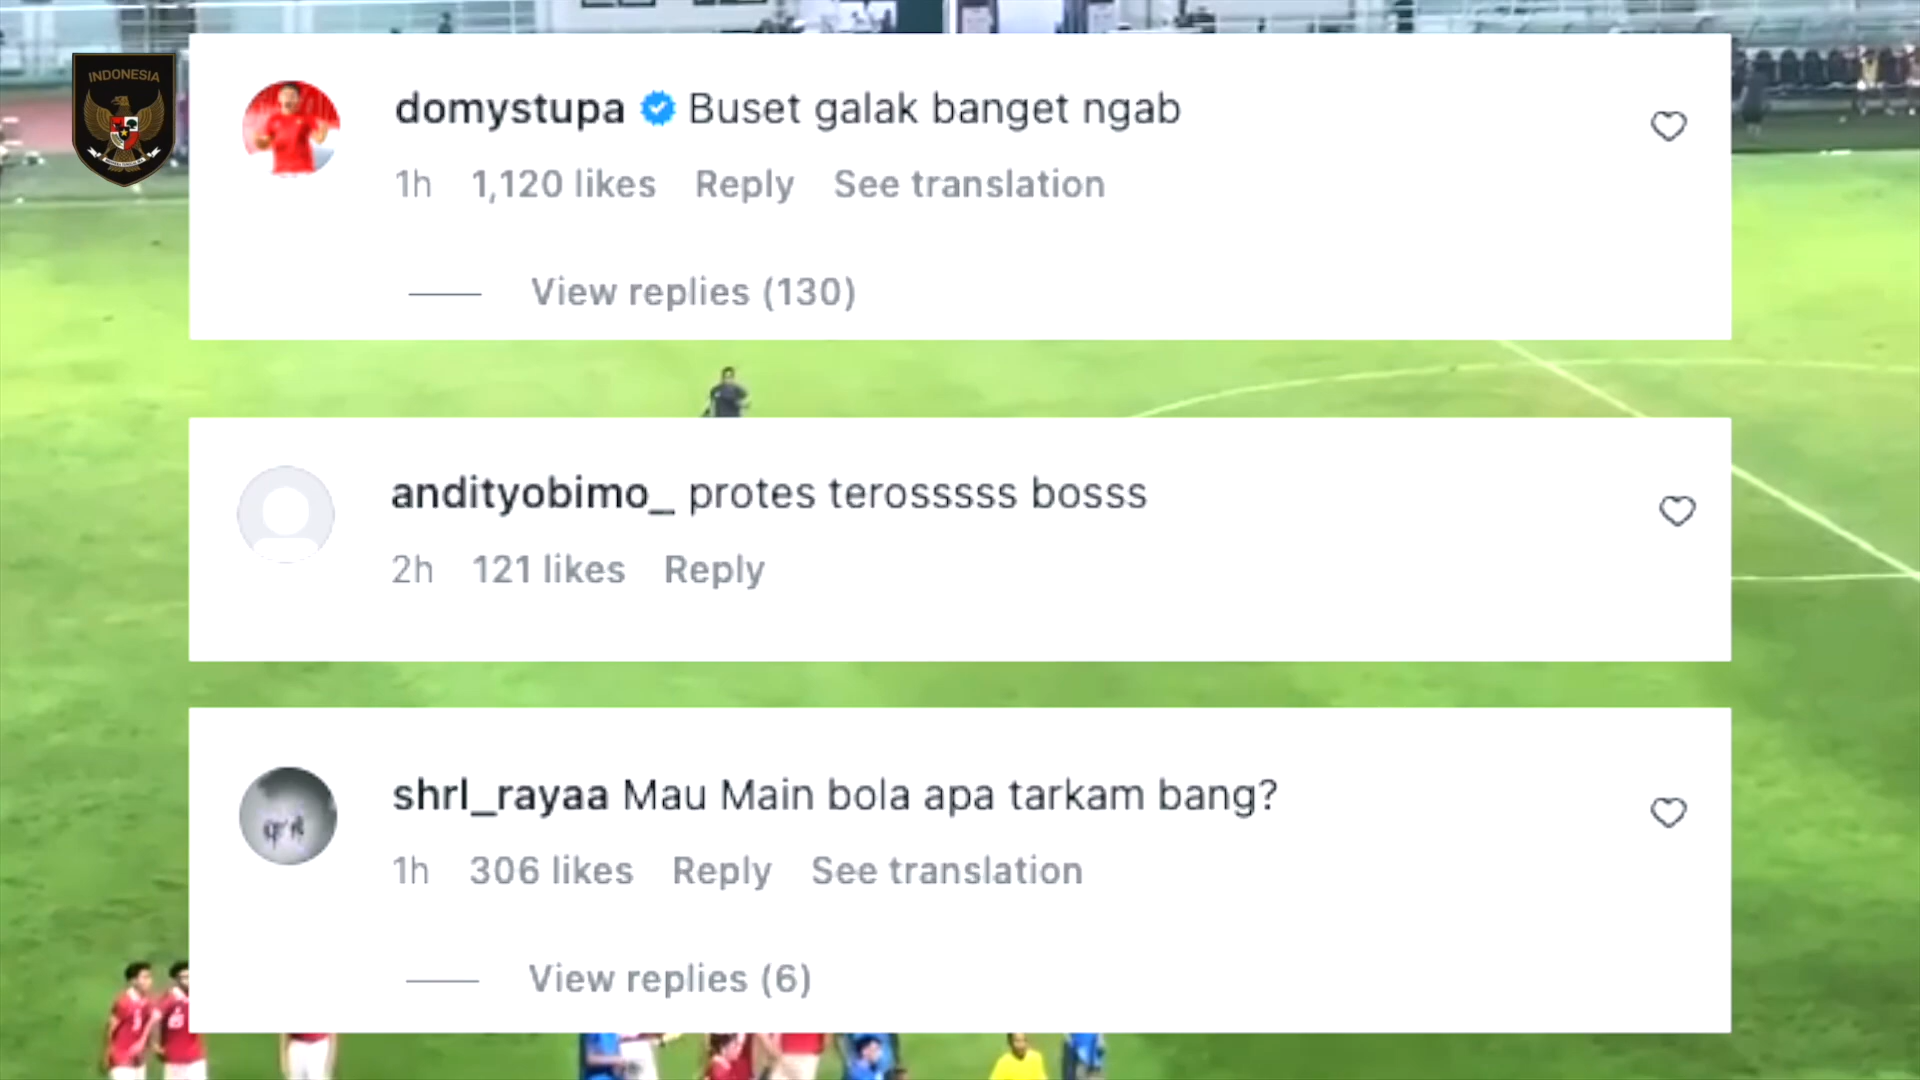 INDONESIA
domystupa Buset galak banget ngab
1h 1,120 likes Reply See translation
View replies (130)
andityobimo_ protes terosssss bosss
2h 121 likes Reply
shrl_rayaa Mau Main bola apa tarkam bang?
1h 306 likes Reply See translation
View replies (6)